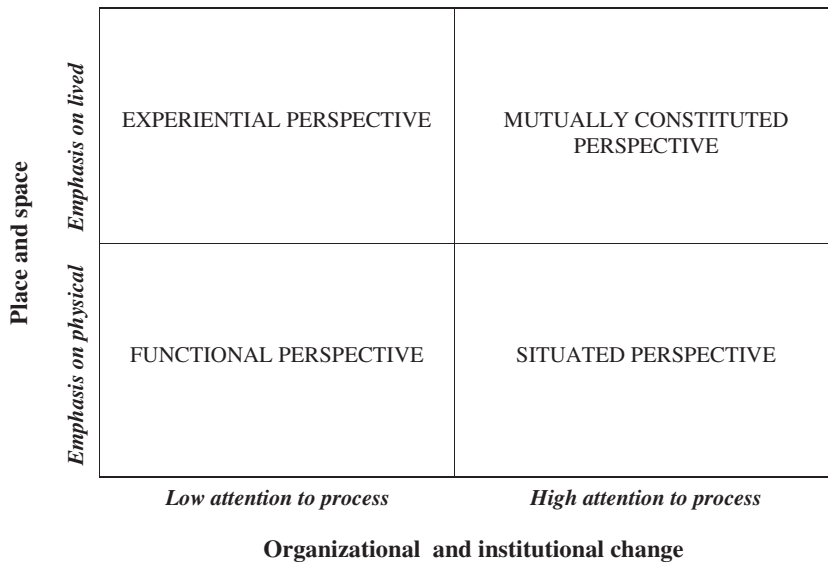 Place and space
Emphasis on lived
EXPERIENTIAL PERSPECTIVE
MUTUALLY CONSTITUTED
PERSPECTIVE
Emphasis on physical
FUNCTIONAL PERSPECTIVE
SITUATED PERSPECTIVE
Low attention to process
High attention to process
Organizational and institutional change